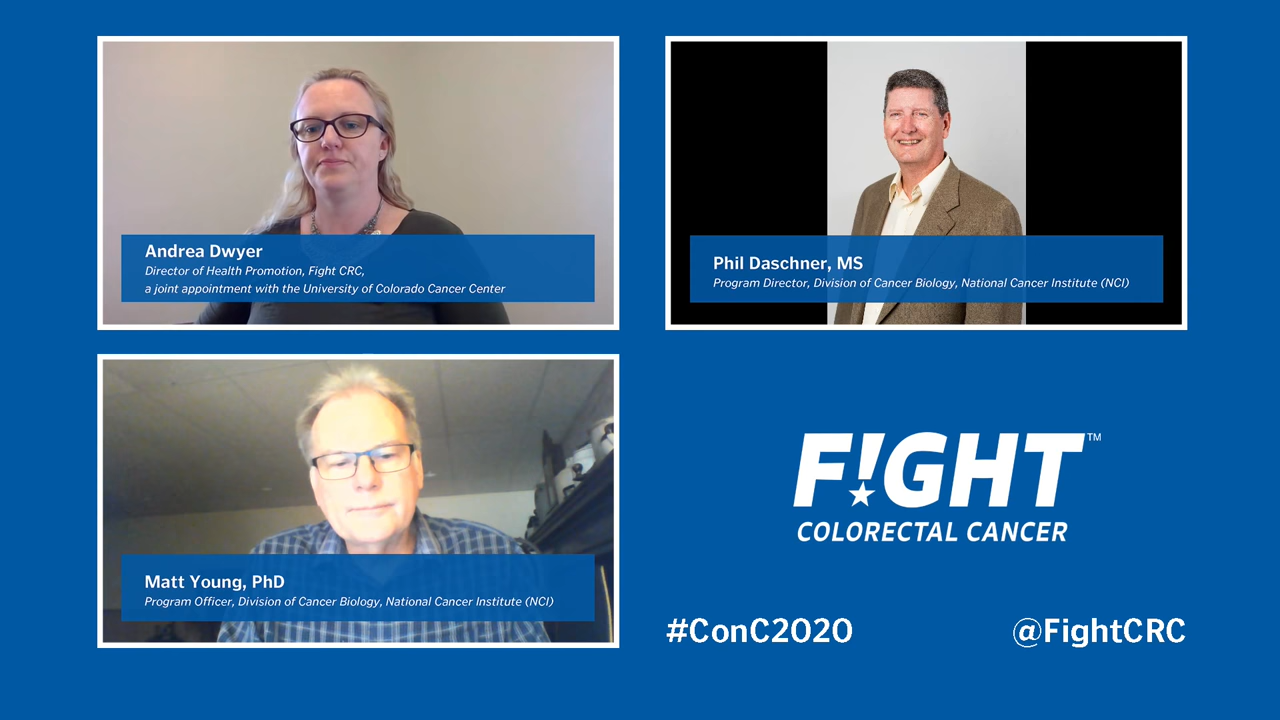 Andrea Dwyer
Director of Health Promotion, Fight CRC,
a joint appointment with the University of Colorado Cancer Center
Phil Daschner, MS
Program Director, Division of Cancer Biology, National Cancer Institute (NCI)
Matt Young, PhD
Program Officer, Division of Cancer Biology, National Cancer Institute (NCI)
F!GHT™
COLORECTAL CANCER
#ConC2020
@FightCRC